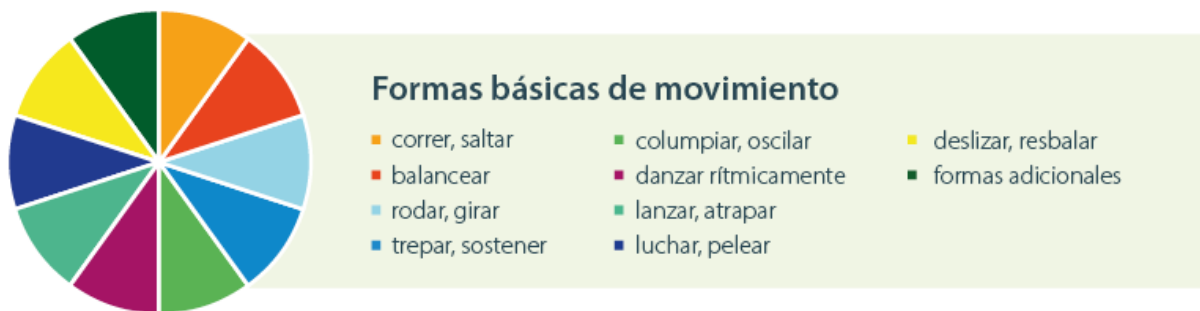 Formas básicas de movimiento
correr, saltar
balancear
rodar, girar
trepar, sostener
columpiar, oscilar
danzar rítmicamente
lanzar, atrapar
luchar, pelear
deslizar, resbalar
formas adicionales